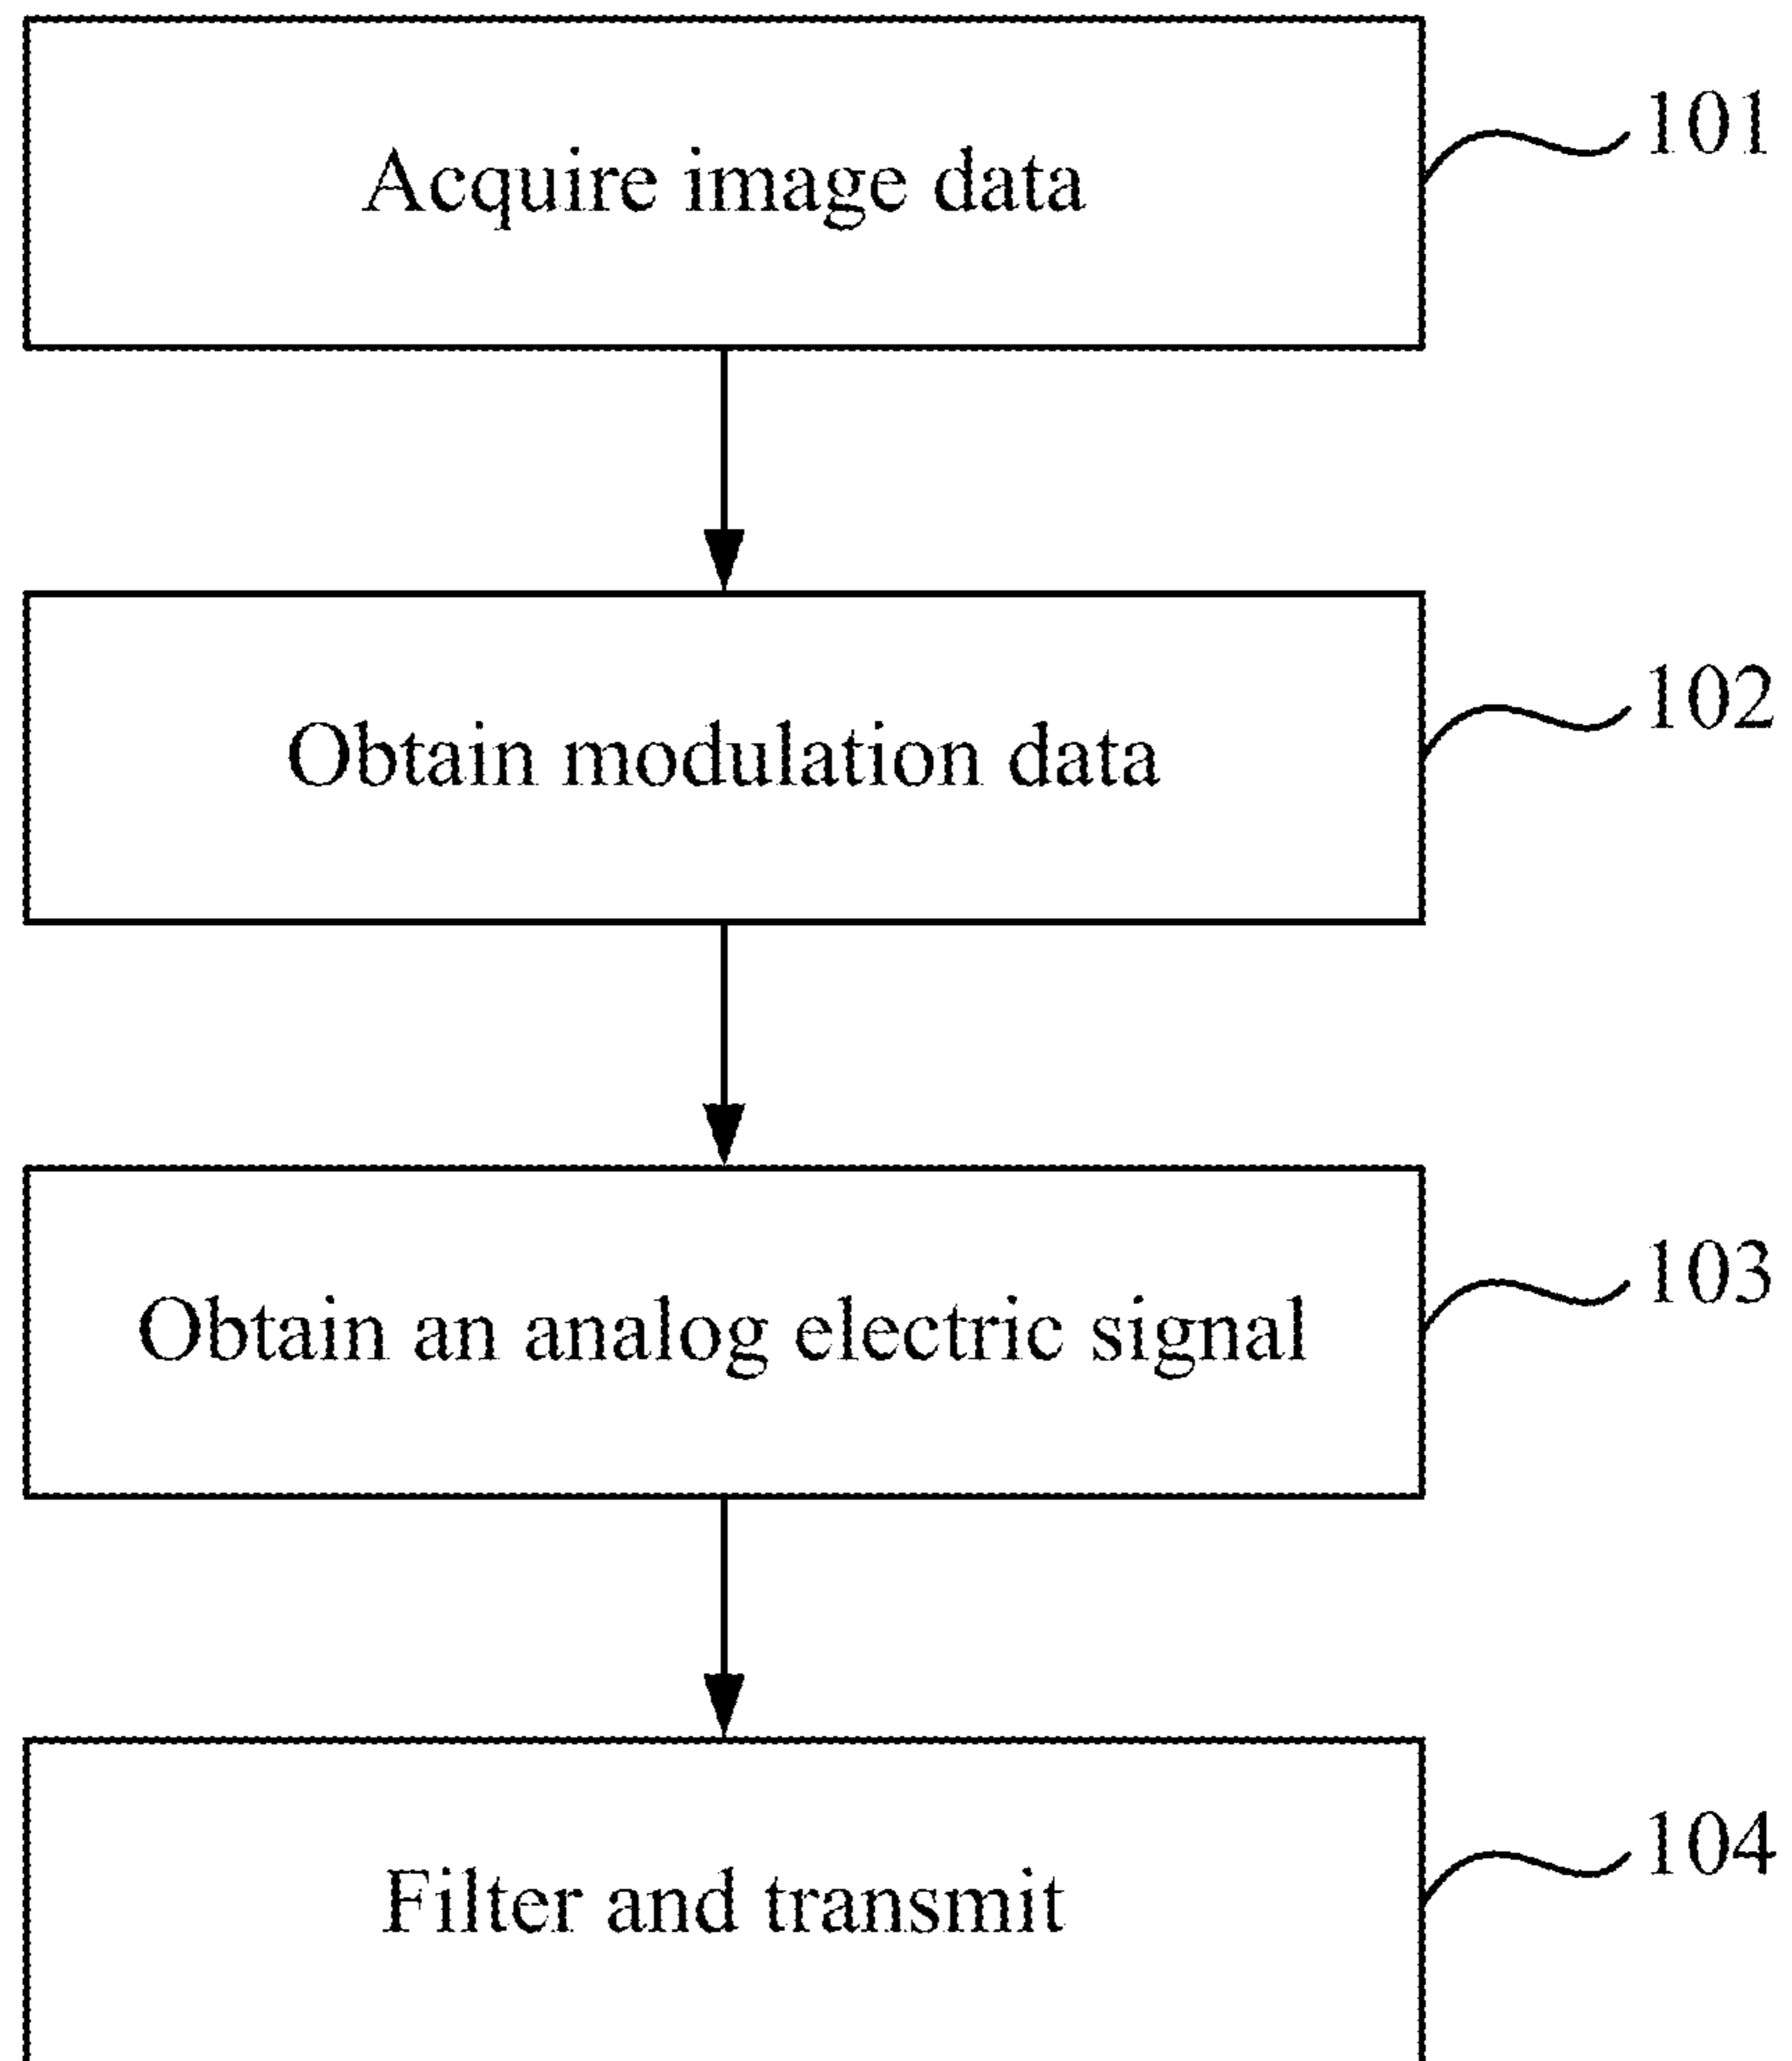 Acquire image data
101
Obtain modulation data
102
Obtain an analog electric signal
103
Filter and transmit
104